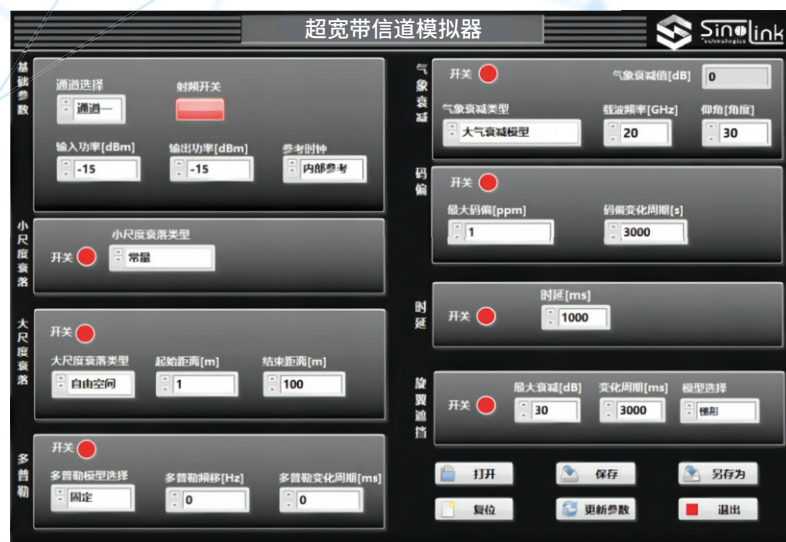 超宽带信道模拟器
Sinolink
technologies
基础参数
通道选择
射频开关
通道一
输入功率[dBm]
输出功率[dBm]
参考时钟
-15
-15
内部参考
小尺度衰落
小尺度衰落类型
开关
常量
大尺度衰落
开关
大尺度衰落类型
起始距离[m]
结束距离[m]
自由空间
1
100
多普勒
开关
多普勒模型选择
多普勒频移[Hz]
多普勒变化周期[ms]
固定
0
0
气象衰减
开关
气象衰减值[dB]
0
气象衰减类型
载波频率[GHz]
仰角[角度]
大气衰减模型
20
30
码偏
开关
最大码偏[ppm]
码偏变化周期[s]
1
3000
时延
时延[ms]
开关
1000
旋翼遮挡
最大衰减[dB]
变化周期[ms]
模型选择
开关
30
3000
梯形
打开
保存
另存为
复位
更新参数
退出